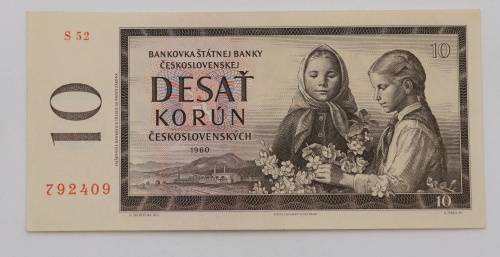 S 52
10
792409
BANKOVKA ŠTÁTNEJ BANKY
ČESKOSLOVENSKEJ
DESAŤ
KORÚN
ČESKOSLOVENSKÝCH
1960
10
10